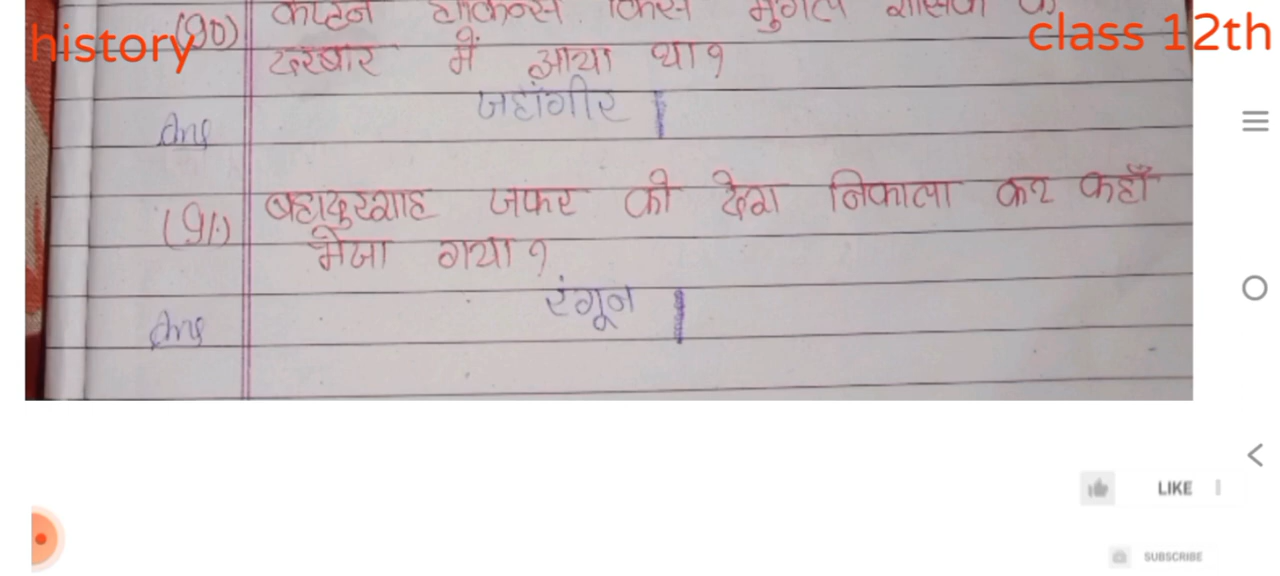 history
class 12th
(90) कप्टन हॉकिन्स किस मुगल शासक के
दरबार में आया था?
Ans जहाँगीर |
(91) बहादुरशाह जफर को देश निकाला कर कहाँ
भेजा गया?
Ans रंगून |
LIKE
SUBSCRIBE